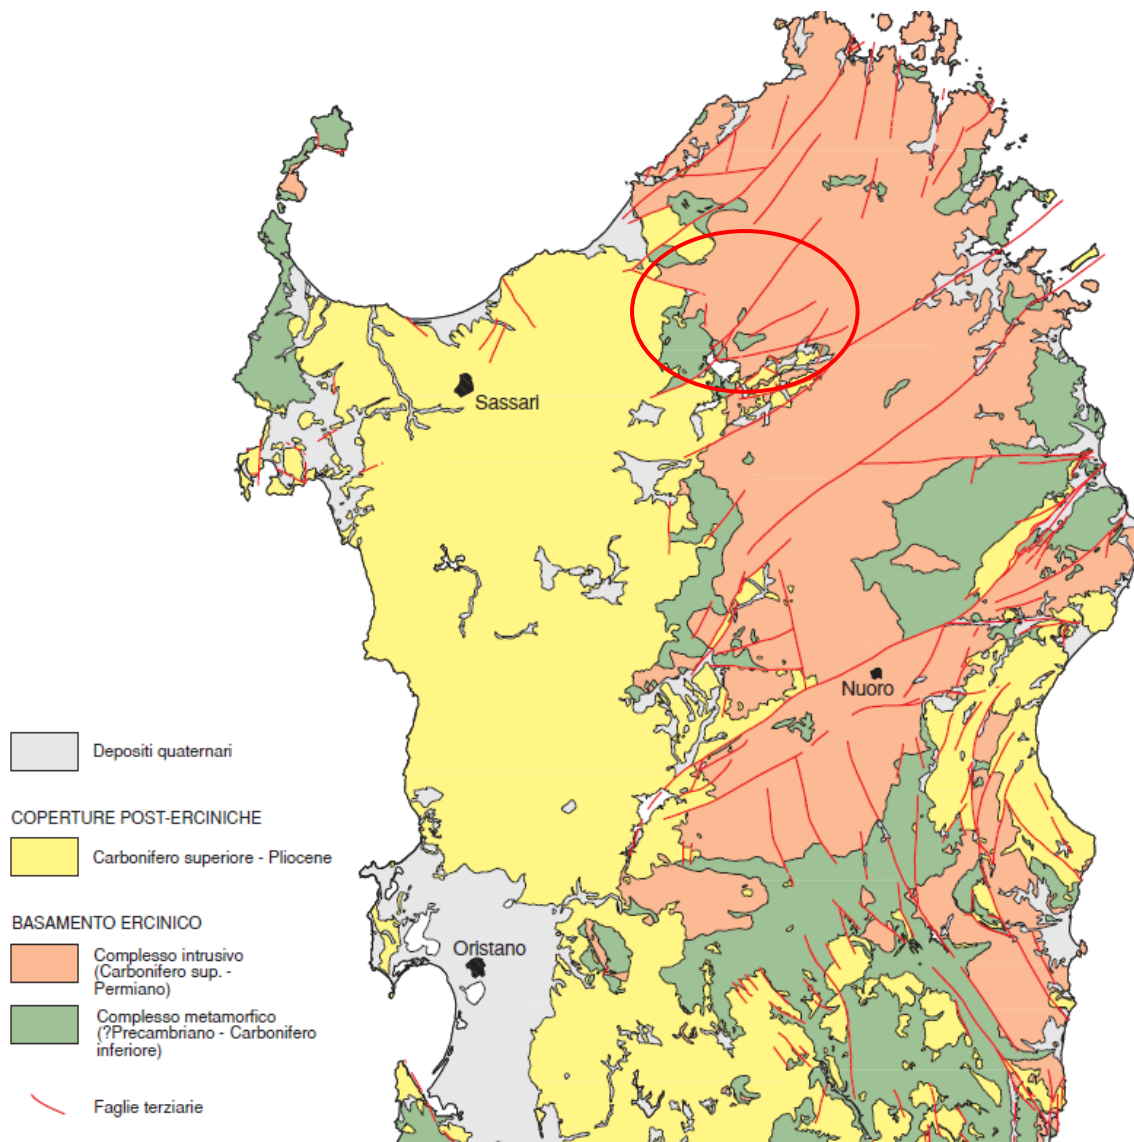 Sassari
Nuoro
Oristano
Depositi quaternari
COPERTURE POST-ERCINICHE
Carbonifero superiore - Pliocene
BASAMENTO ERCINICO
Complesso intrusivo
(Carbonifero sup. -
Permiano)
Complesso metamorfico
(?Precambriano - Carbonifero
inferiore)
Faglie terziarie